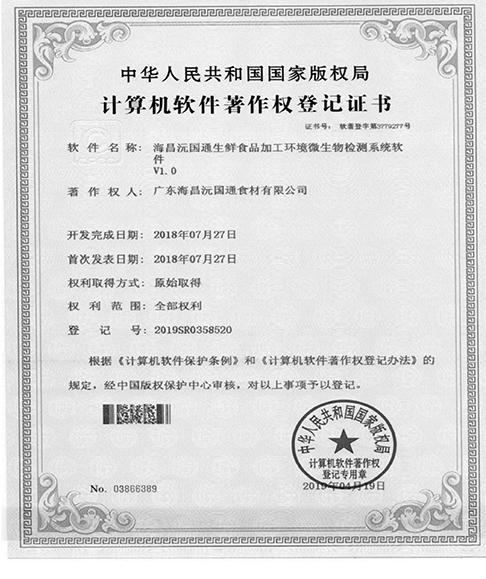 中华人民共和国国家版权局
计算机软件著作权登记证书
证书号： 软著登字第3779277号
软 件 名 称： 海昌沅国通生鲜食品加工环境微生物检测系统软
件
V1.0
著 作 权 人： 广东海昌沅国通食材有限公司
开发完成日期： 2018年07月27日
首次发表日期： 2018年07月27日
权利取得方式： 原始取得
权 利 范 围： 全部权利
登 记 号： 2019SR0358520
根据《计算机软件保护条例》和《计算机软件著作权登记办法》的
规定，经中国版权保护中心审核，对以上事项予以登记。
中华人民共和国国家版权局
计算机软件著作权
登记专用章
No. 03866389
2019年04月19日